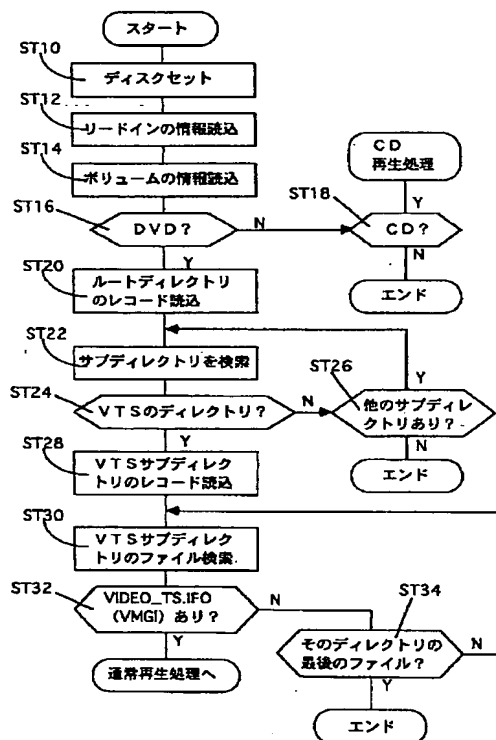 スタート
ST10
ディスクセット
ST12
リードインの情報読込
ST14
ボリュームの情報読込
ST16
DVD?
N
Y
CD
再生処理
ST18
Y
CD?
N
エンド
ST20
ルートディレクトリ
のレコード読込
ST22
サブディレクトリを検索
ST24
VTSのディレクトリ?
N
Y
ST26
Y
他のサブディレ
クトリあり?
N
エンド
ST28
VTSサブディレク
トリのレコード読込
ST30
VTSサブディレク
トリのファイル検索
ST32
VIDEO_TS.IFO
(VMGI)あり?
N
Y
通常再生処理へ
ST34
そのディレクトリの
最後のファイル?
N
Y
エンド